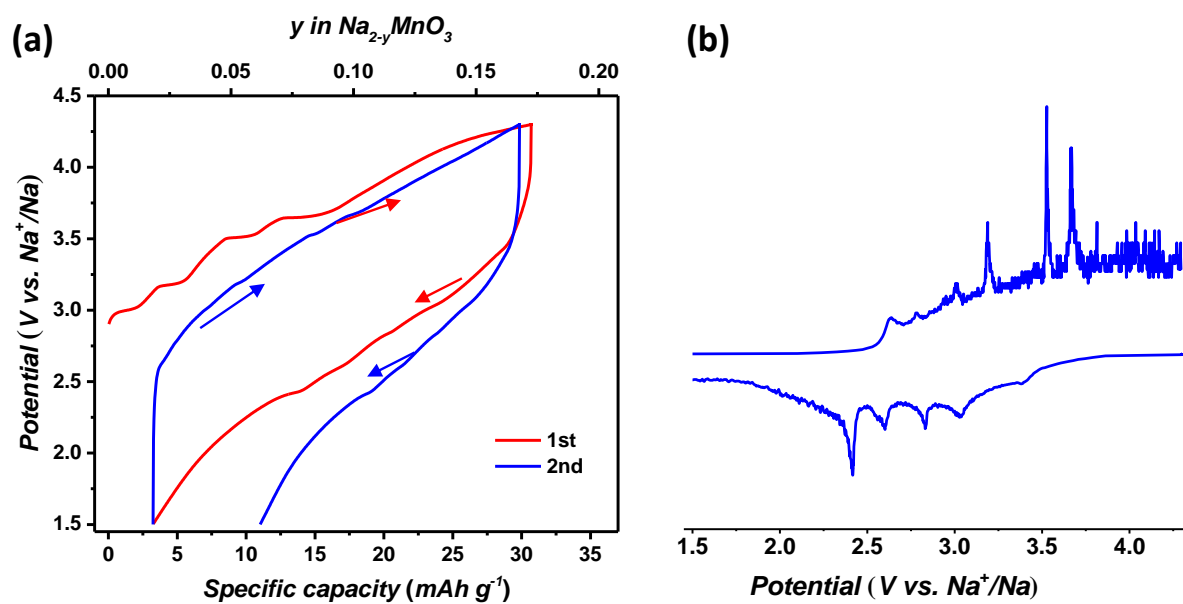 (a)
y in Na2-yMnO3
0.00 0.05 0.10 0.15 0.20
4.5
4.0
3.5
3.0
2.5
2.0
1.5
Potential (V vs. Na+/Na)
1st
2nd
0 5 10 15 20 25 30 35
Specific capacity (mAh g-1)
(b)
1.5 2.0 2.5 3.0 3.5 4.0
Potential (V vs. Na+/Na)